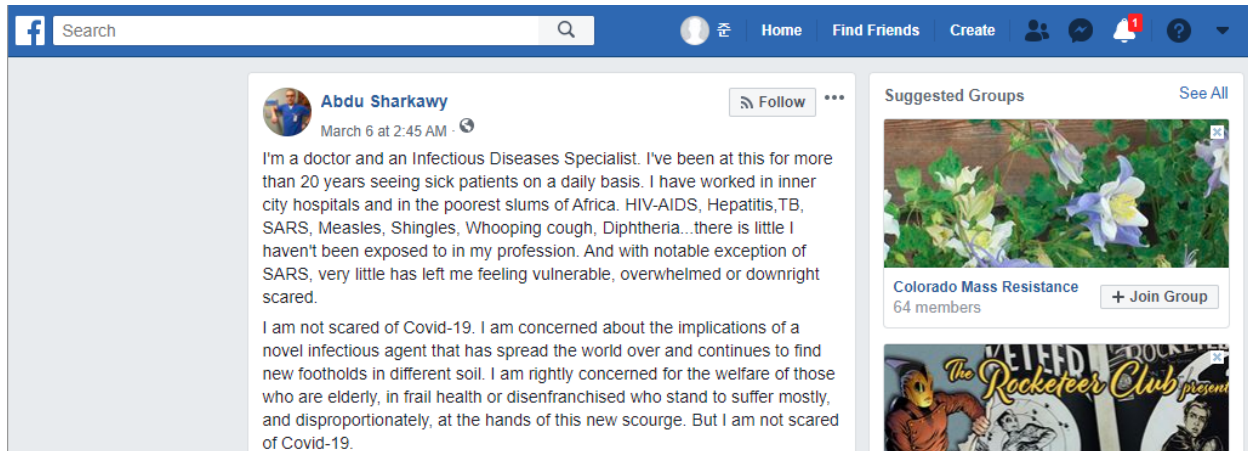 f
Search
준 Home Find Friends Create 1 ?
Abdu Sharkawy
Follow
March 6 at 2:45 AM ·
I'm a doctor and an Infectious Diseases Specialist. I've been at this for more
than 20 years seeing sick patients on a daily basis. I have worked in inner
city hospitals and in the poorest slums of Africa. HIV-AIDS, Hepatitis,TB,
SARS, Measles, Shingles, Whooping cough, Diphtheria...there is little I
haven't been exposed to in my profession. And with notable exception of
SARS, very little has left me feeling vulnerable, overwhelmed or downright
scared.
I am not scared of Covid-19. I am concerned about the implications of a
novel infectious agent that has spread the world over and continues to find
new footholds in different soil. I am rightly concerned for the welfare of those
who are elderly, in frail health or disenfranchised who stand to suffer mostly,
and disproportionately, at the hands of this new scourge. But I am not scared
of Covid-19.
Suggested Groups
See All
Colorado Mass Resistance
64 members
+ Join Group
The Rocketeer Club present